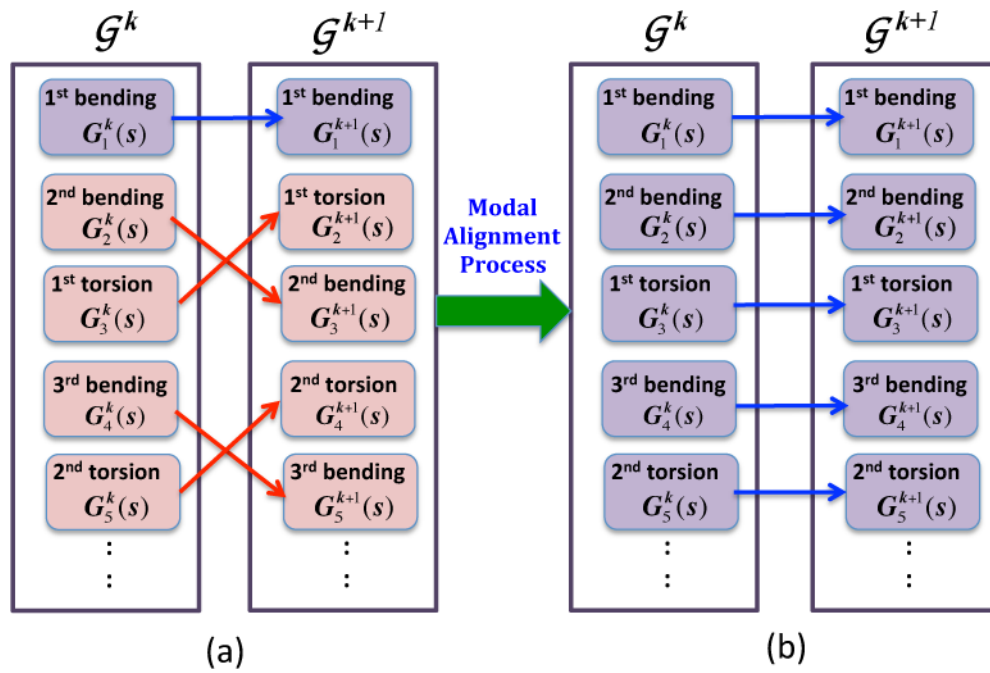 𝒢^k
𝒢^{k+1}
1st bending
G_1^k(s)
2nd bending
G_2^k(s)
1st torsion
G_3^k(s)
3rd bending
G_4^k(s)
2nd torsion
G_5^k(s)
:
:
1st bending
G_1^{k+1}(s)
1st torsion
G_2^{k+1}(s)
2nd bending
G_3^{k+1}(s)
2nd torsion
G_4^{k+1}(s)
3rd bending
G_5^{k+1}(s)
:
:
(a)
Modal
Alignment
Process
𝒢^k
𝒢^{k+1}
1st bending
G_1^k(s)
2nd bending
G_2^k(s)
1st torsion
G_3^k(s)
3rd bending
G_4^k(s)
2nd torsion
G_5^k(s)
:
:
1st bending
G_1^{k+1}(s)
2nd bending
G_2^{k+1}(s)
1st torsion
G_3^{k+1}(s)
3rd bending
G_4^{k+1}(s)
2nd torsion
G_5^{k+1}(s)
:
:
(b)